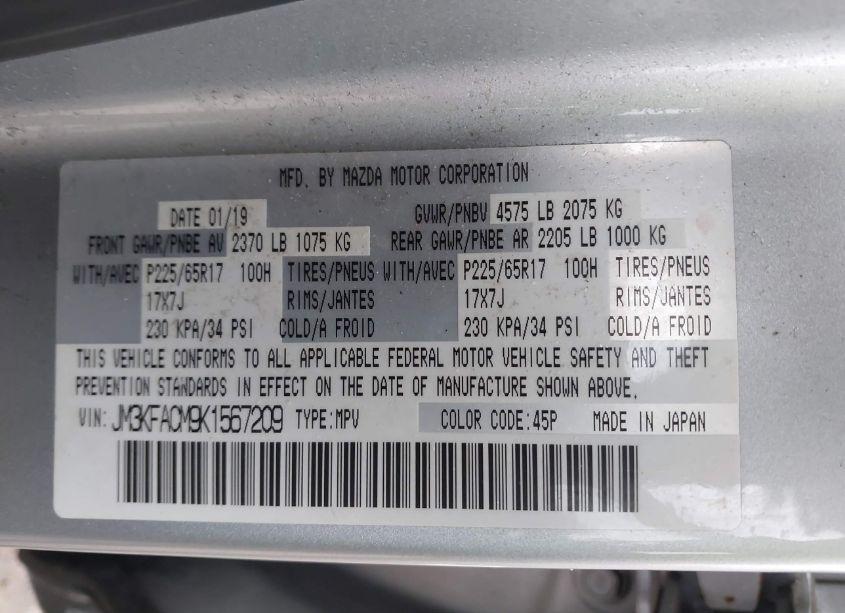 MFD. BY MAZDA MOTOR CORPORATION
DATE 01/19 GVWR/PNBV 4575 LB 2075 KG
FRONT GAWR/PNBE AV 2370 LB 1075 KG REAR GAWR/PNBE AR 2205 LB 1000 KG
WITH/AVEC P225/65R17 100H TIRES/PNEUS WITH/AVEC P225/65R17 100H TIRES/PNEUS
17X7J RIMS/JANTES 17X7J RIMS/JANTES
230 KPA/34 PSI COLD/A FROID 230 KPA/34 PSI COLD/A FROID
THIS VEHICLE CONFORMS TO ALL APPLICABLE FEDERAL MOTOR VEHICLE SAFETY AND THEFT
PREVENTION STANDARDS IN EFFECT ON THE DATE OF MANUFACTURE SHOWN ABOVE.
VIN: JM3KFACM9K1567209 TYPE:MPV COLOR CODE:45P MADE IN JAPAN